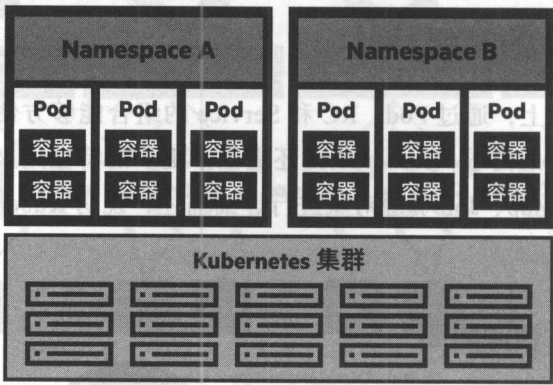 Namespace A
Namespace B
Pod Pod Pod
Pod Pod Pod
容器 容器 容器
容器 容器 容器
容器 容器 容器
容器 容器 容器
Kubernetes 集群